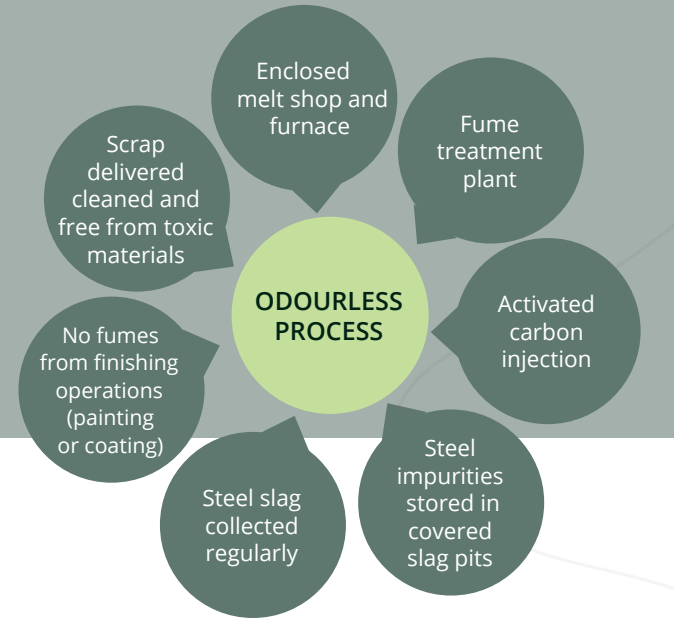 Enclosed
melt shop and
furnace
Fume
treatment
plant
Scrap
delivered
cleaned and
free from toxic
materials
ODOURLESS
PROCESS
Activated
carbon
injection
No fumes
from finishing
operations
(painting
or coating)
Steel
impurities
stored in
covered
slag pits
Steel slag
collected
regularly